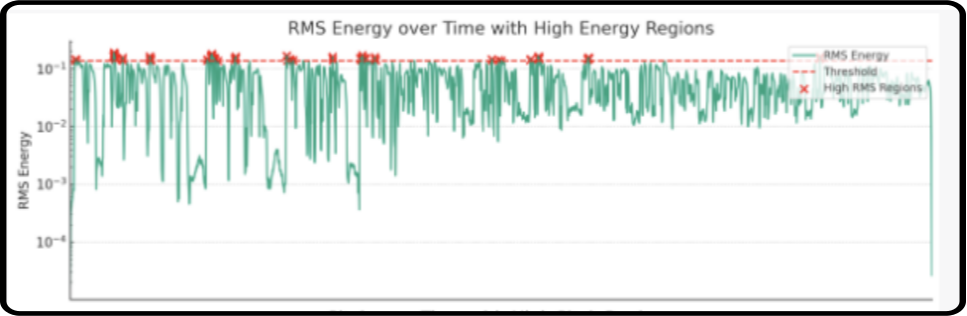 RMS Energy over Time with High Energy Regions
RMS Energy
Threshold
High RMS Regions
10⁻¹
10⁻²
10⁻³
10⁻⁴
RMS Energy